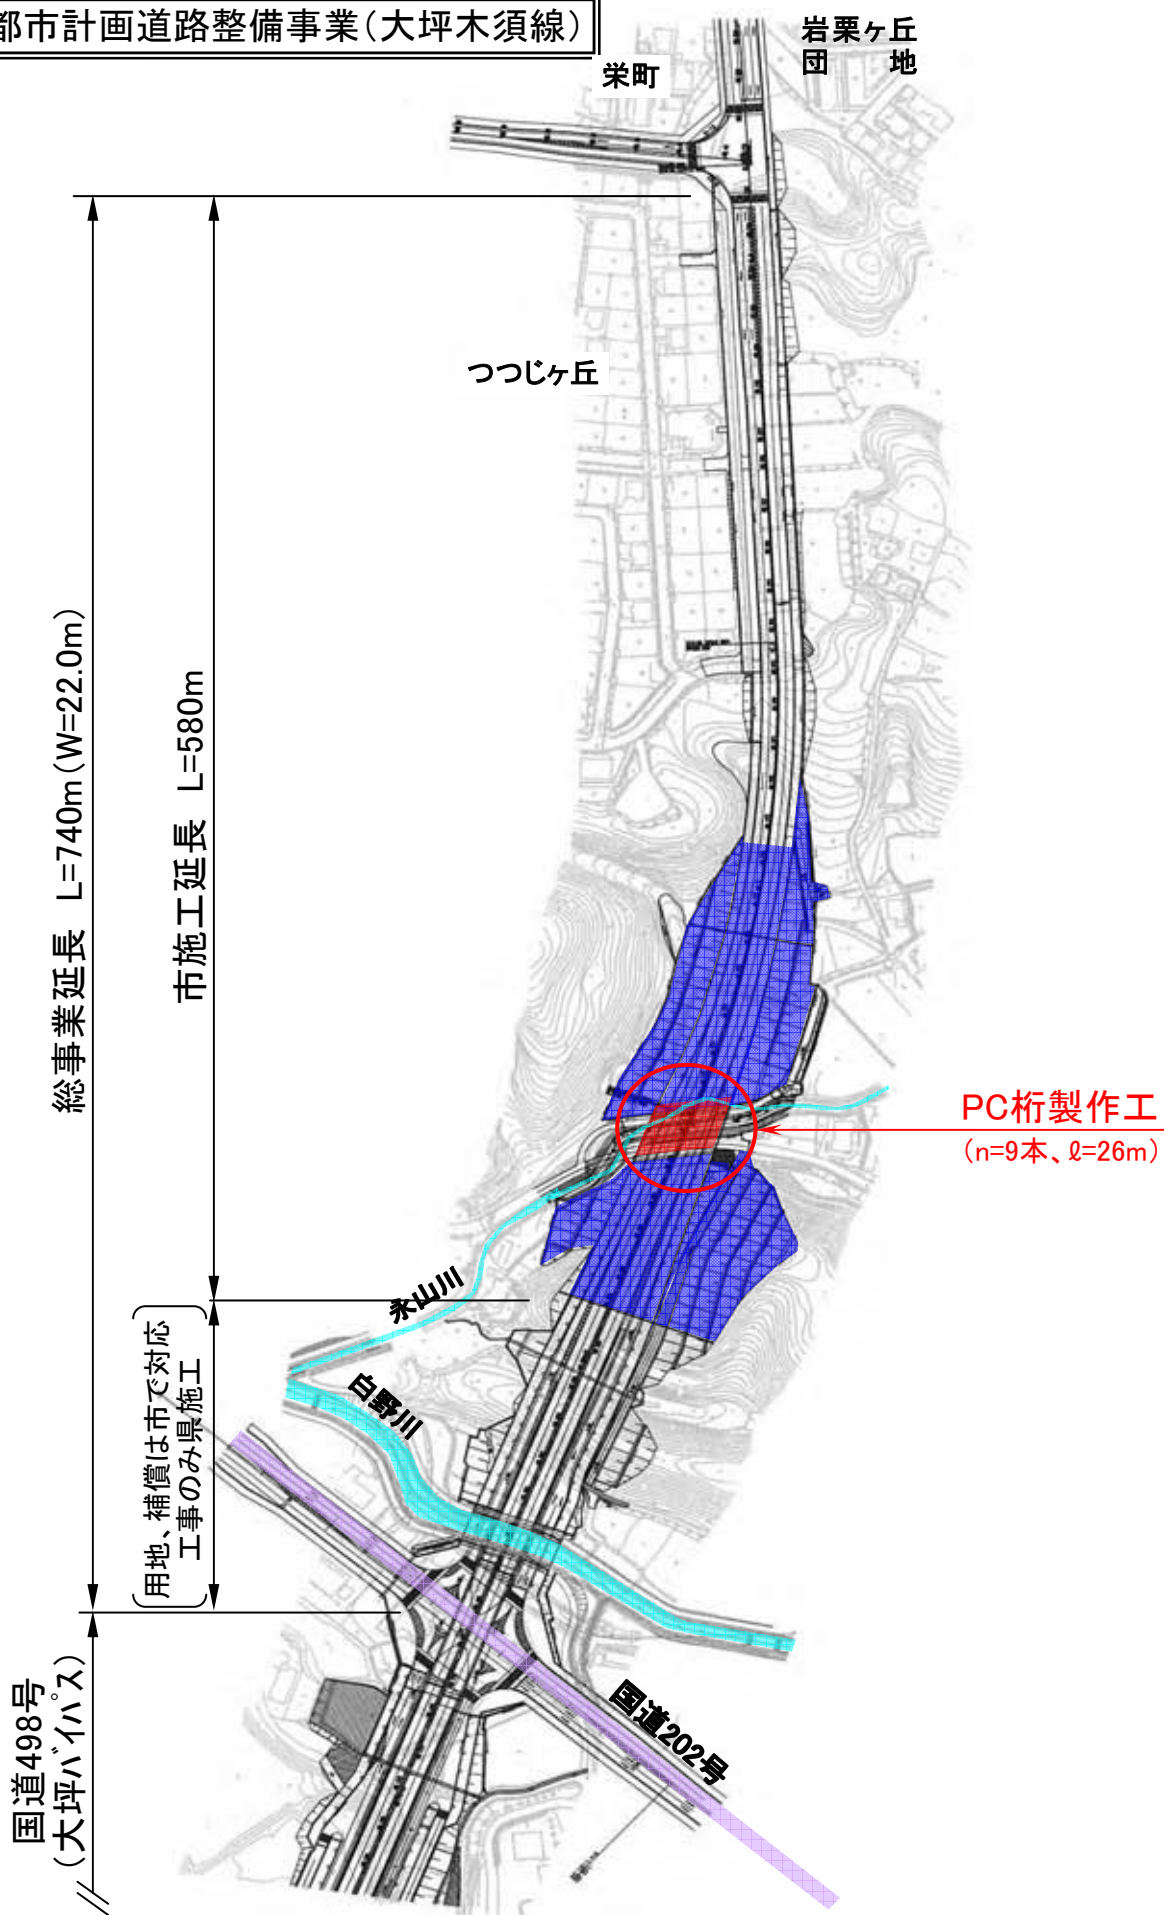 都市計画道路整備事業(大坪木須線)
岩栗ヶ丘
団　地
栄町
つつじヶ丘
総事業延長 L=740m(W=22.0m)
市施工延長 L=580m
PC桁製作工
(n=9本、ℓ=26m)
永山川
用地、補償は市で対応
工事のみ県施工
白野川
国道202号
国道498号
(大坪バイパス)